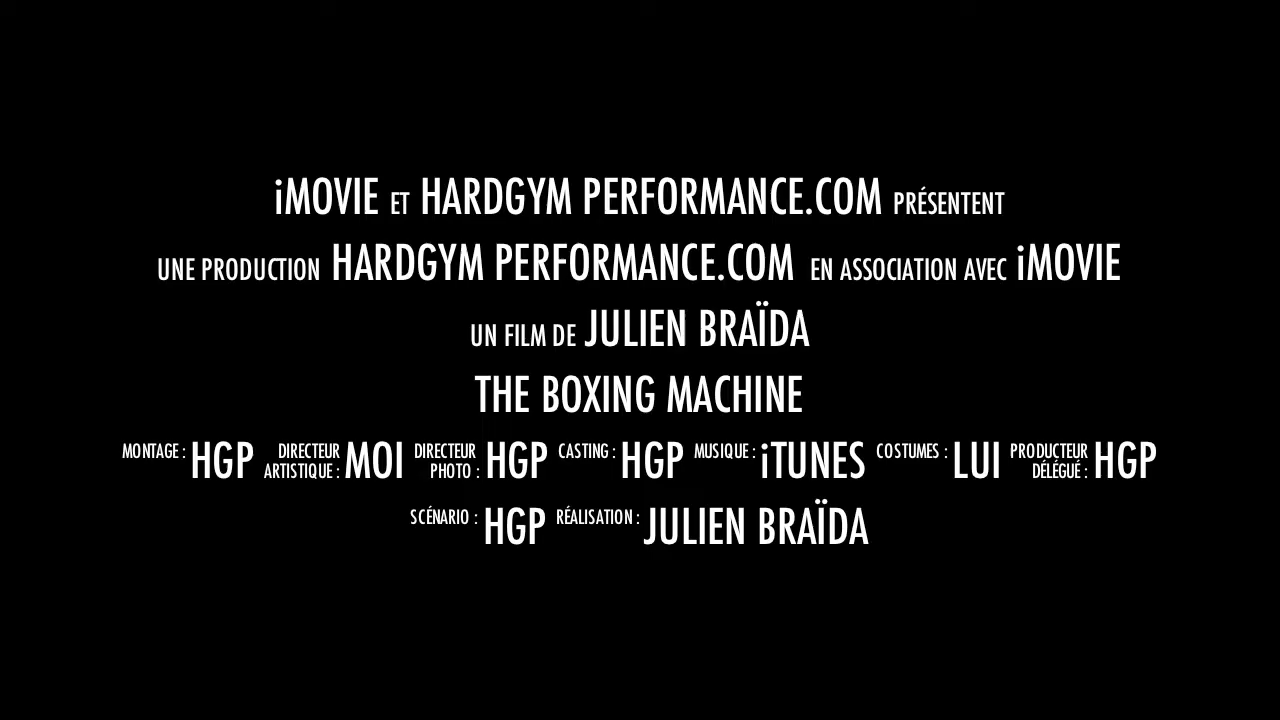 iMOVIE ET HARDGYM PERFORMANCE.COM PRÉSENTENT
UNE PRODUCTION HARDGYM PERFORMANCE.COM EN ASSOCIATION AVEC iMOVIE
UN FILM DE JULIEN BRAÏDA
THE BOXING MACHINE
MONTAGE : HGP DIRECTEUR ARTISTIQUE : MOI DIRECTEUR PHOTO : HGP CASTING : HGP MUSIQUE : iTUNES COSTUMES : LUI PRODUCTEUR DÉLÉGUÉ : HGP
SCÉNARIO : HGP RÉALISATION : JULIEN BRAÏDA